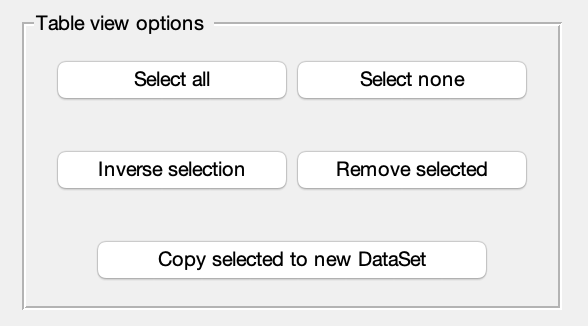 Table view options
Select all
Select none
Inverse selection
Remove selected
Copy selected to new DataSet